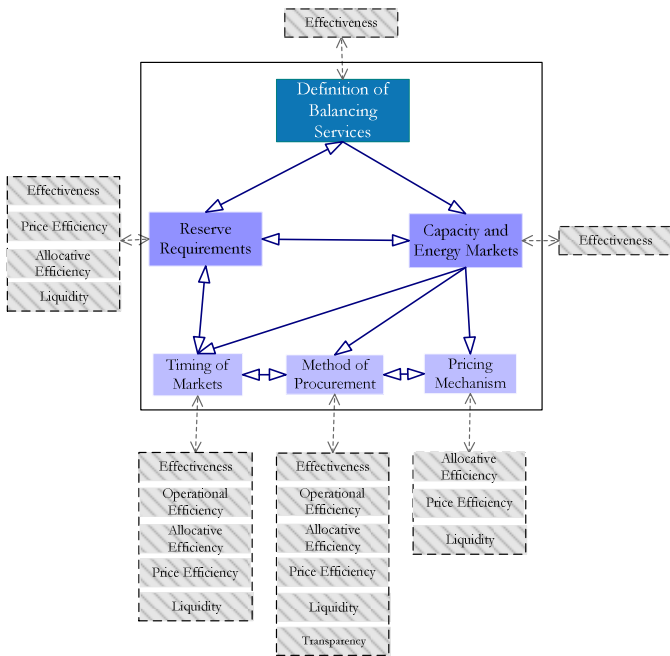 Effectiveness
Definition of
Balancing
Services
Effectiveness
Price Efficiency
Allocative
Efficiency
Liquidity
Reserve
Requirements
Capacity and
Energy Markets
Effectiveness
Timing of
Markets
Method of
Procurement
Pricing
Mechanism
Effectiveness
Operational
Efficiency
Allocative
Efficiency
Price Efficiency
Liquidity
Effectiveness
Operational
Efficiency
Allocative
Efficiency
Price Efficiency
Liquidity
Transparency
Allocative
Efficiency
Price Efficiency
Liquidity